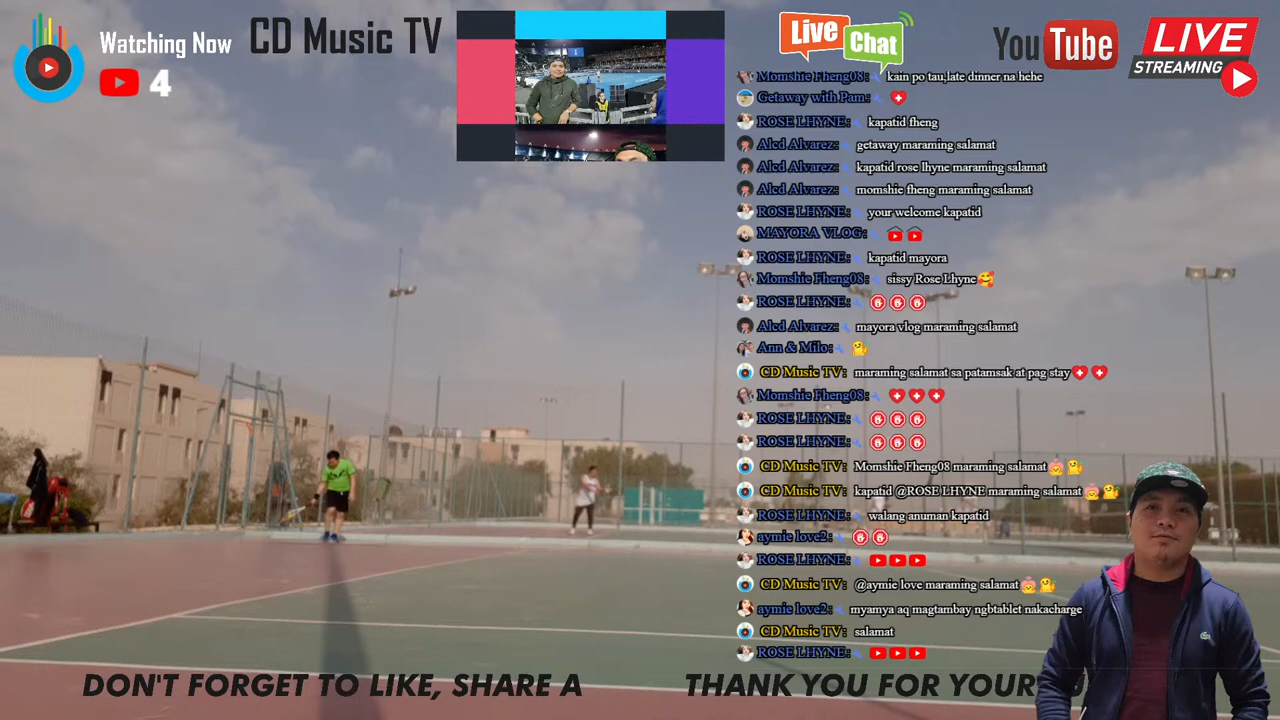 Watching Now
4
CD Music TV
Live Chat
YouTube
LIVE
STREAMING
Momshie Fheng08: kain po tau,late dinner na hehe
Getaway with Pam:
ROSE LHYNE: kapatid fheng
Alcd Alvarez: getaway maraming salamat
Alcd Alvarez: kapatid rose lhyne maraming salamat
Alcd Alvarez: momshie fheng maraming salamat
ROSE LHYNE: your welcome kapatid
MAYORA VLOG:
ROSE LHYNE: kapatid mayora
Momshie Fheng08: sissy Rose Lhyne
ROSE LHYNE:
Alcd Alvarez: mayora vlog maraming salamat
Ann & Milo:
CD Music TV: maraming salamat sa patamsak at pag stay
Momshie Fheng08:
ROSE LHYNE:
ROSE LHYNE:
CD Music TV: Momshie Fheng08 maraming salamat
CD Music TV: kapatid @ROSE LHYNE maraming salamat
ROSE LHYNE: walang anuman kapatid
aymie love2:
ROSE LHYNE:
CD Music TV: @aymie love maraming salamat
aymie love2: myamya aq magtambay ngbtablet nakacharge
CD Music TV: salamat
ROSE LHYNE:
DON'T FORGET TO LIKE, SHARE A
THANK YOU FOR YOUR